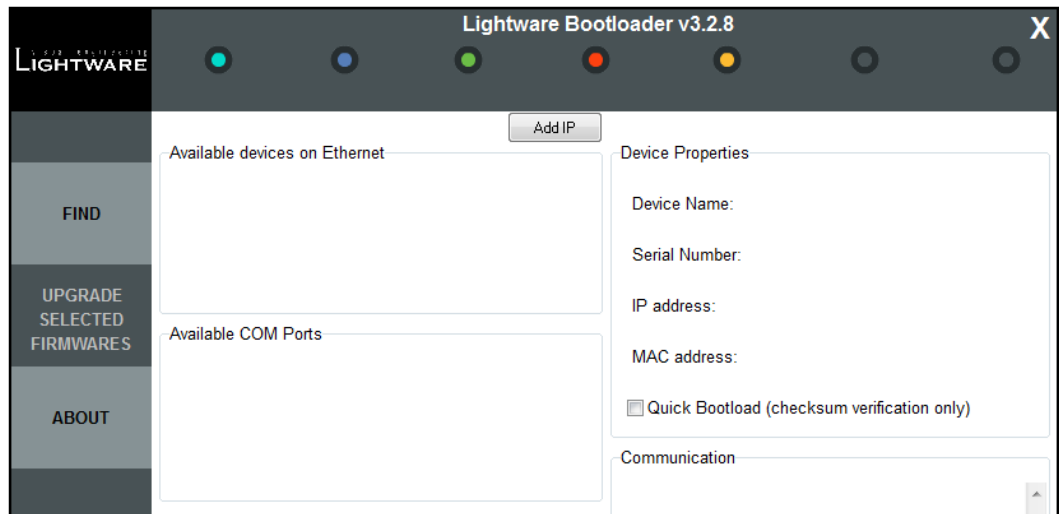 Lightware Bootloader v3.2.8
X
LIGHTWARE
Add IP
Available devices on Ethernet
Device Properties
FIND
Device Name:
Serial Number:
UPGRADE
SELECTED
FIRMWARES
IP address:
Available COM Ports
MAC address:
ABOUT
Quick Bootload (checksum verification only)
Communication